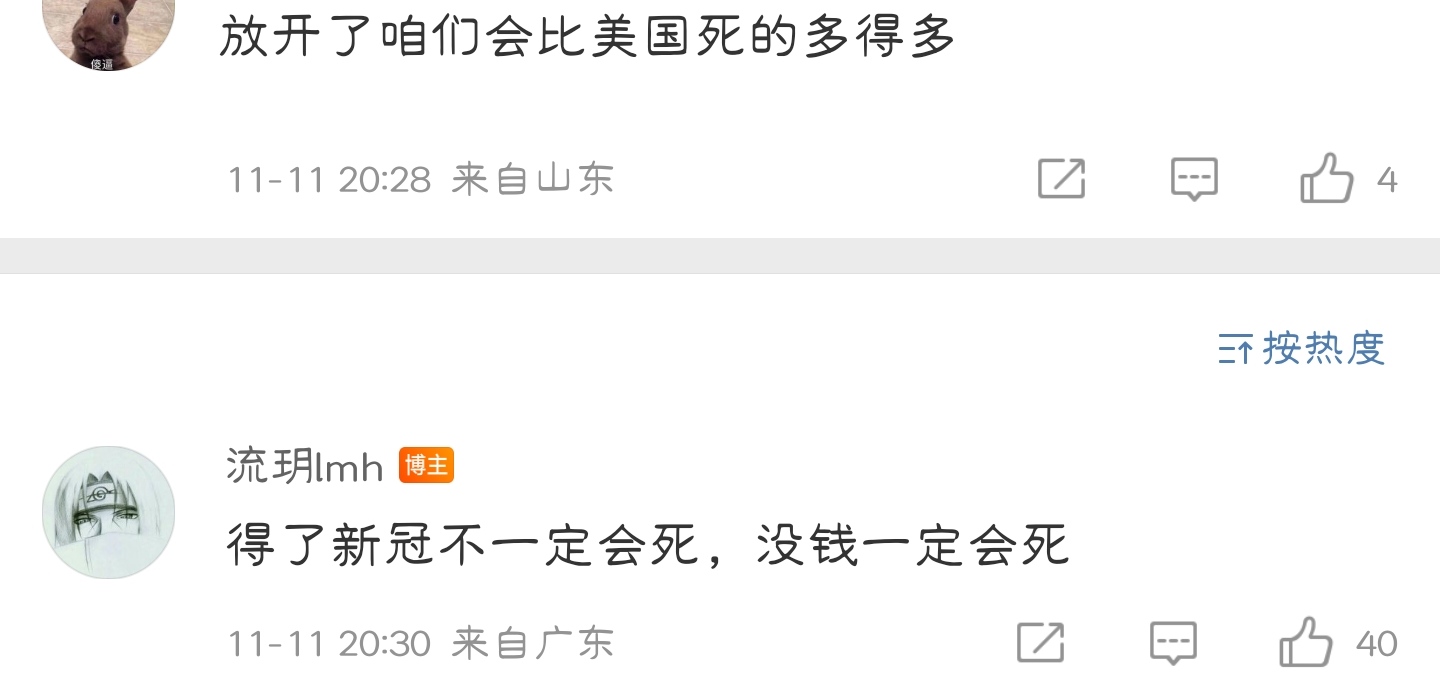 傻逼
放开了咱们会比美国死的多得多
11-11 20:28 来自山东
4
按热度
流玥lmh 博主
得了新冠不一定会死，没钱一定会死
11-11 20:30 来自广东
40